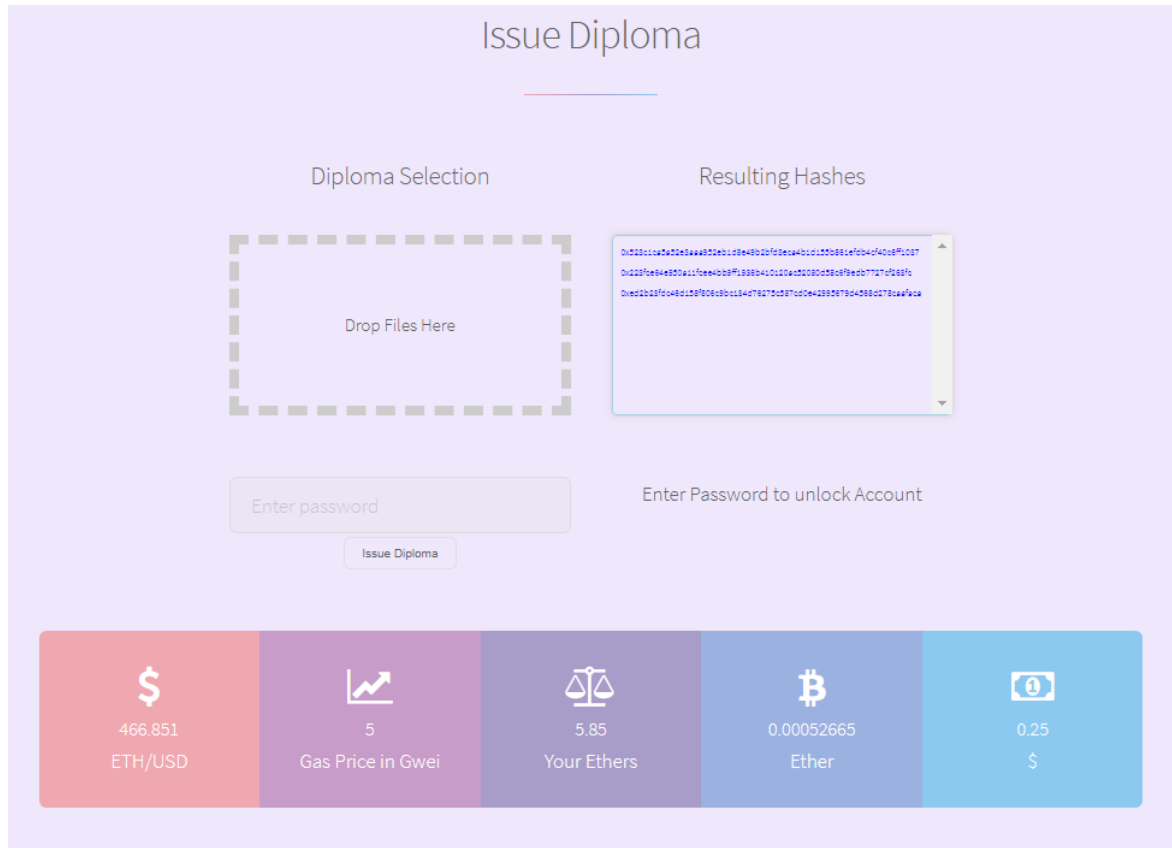 Issue Diploma
Diploma Selection
Resulting Hashes
Drop Files Here
Enter password
Enter Password to unlock Account
Issue Diploma
466.851
ETH/USD
5
Gas Price in Gwei
5.85
Your Ethers
0.00052665
Ether
0.25
$